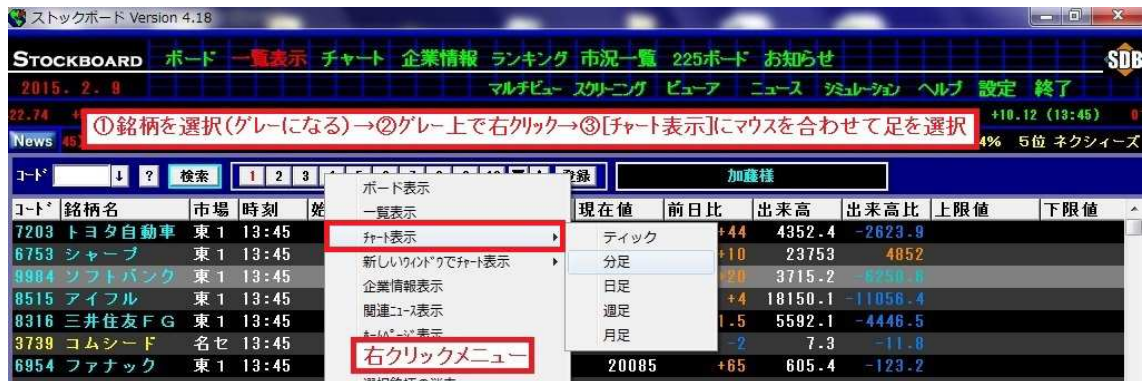 ストックボード Version 4.18
STOCKBOARD ボード 一覧表示 チャート 企業情報 ランキング 市況一覧 225ボード お知らせ SDB
2015. 2. 9 マルチビュー スクリーニング ビューア ニュース シミュレーション ヘルプ 設定 終了
22.74 +10.12 (13:45) 0
①銘柄を選択(グレーになる)→②グレー上で右クリック→③[チャート表示]にマウスを合わせて足を選択
News 4% 5位 ネクシィーズ
コード ↓ ? 検索 1 2 3 登録 加藤様
コード 銘柄名 市場 時刻 始 現在値 前日比 出来高 出来高比 上限値 下限値
7203 トヨタ自動車 東1 13:45 +44 4352.4 -2623.9
6753 シャープ 東1 13:45 +10 23753 4852
9984 ソフトバンク 東1 13:45 +20 3715.2
8515 アイフル 東1 13:45 +4 18150.1 -11056.4
8316 三井住友FG 東1 13:45 1.5 5592.1 -4446.5
3739 コムシード 名セ 13:45 -2 7.3 -11.8
6954 ファナック 東1 13:45 20085 +65 605.4 -123.2
ボード表示
一覧表示
チャート表示
新しいウィンドウでチャート表示
企業情報表示
関連ニュース表示
ホームページ表示
右クリックメニュー
ティック
分足
日足
週足
月足